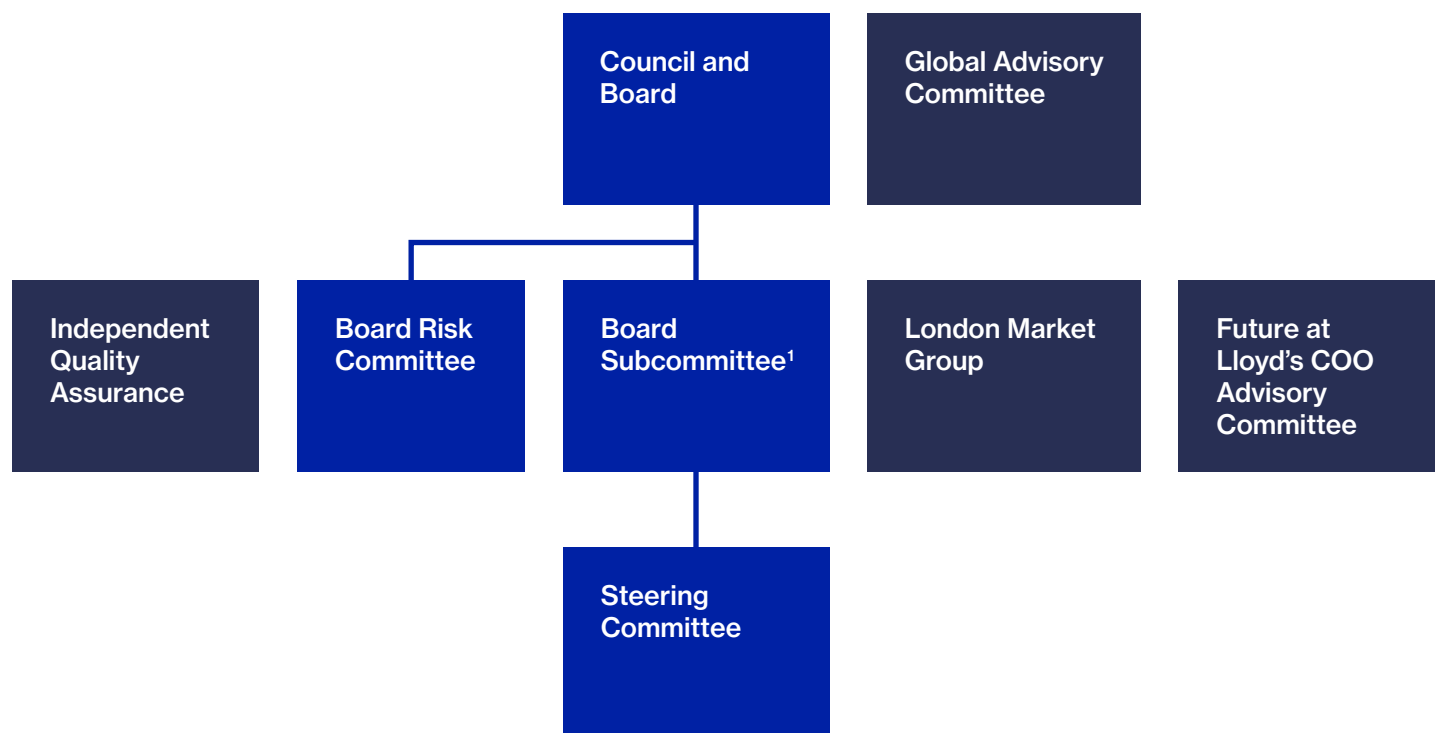 Council and
Board
Global Advisory
Committee
Independent
Quality
Assurance
Board Risk
Committee
Board
Subcommittee¹
London Market
Group
Future at
Lloyd’s COO
Advisory
Committee
Steering
Committee